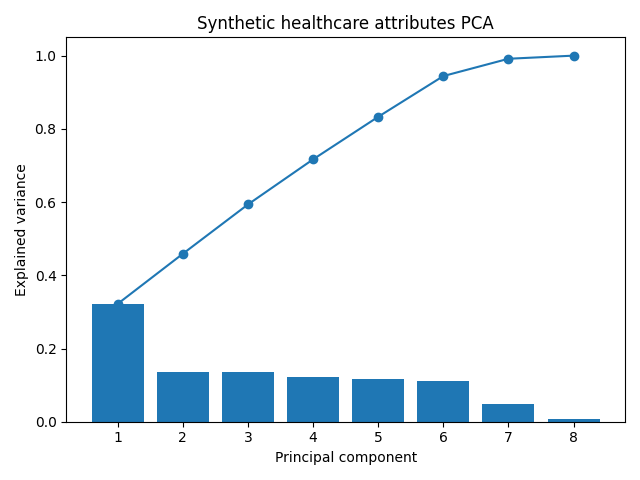 Synthetic healthcare attributes PCA
Explained variance
1.0
0.8
0.6
0.4
0.2
0.0
1 2 3 4 5 6 7 8
Principal component